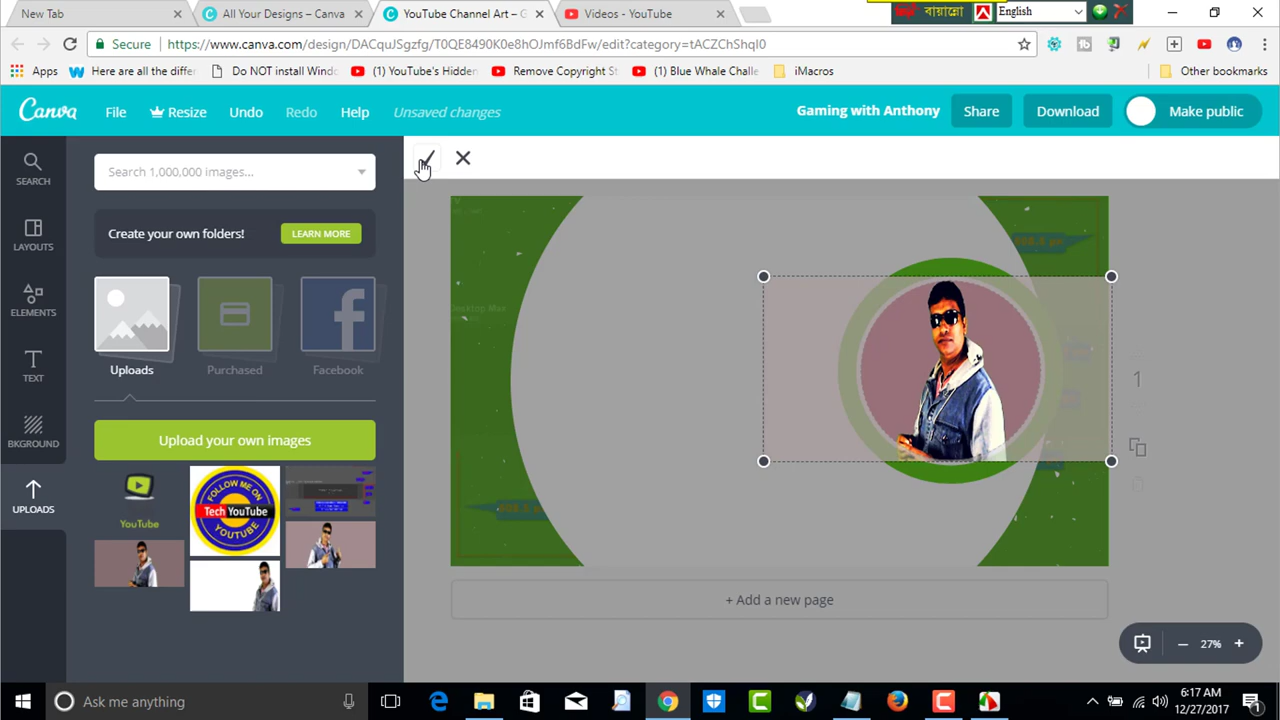 New Tab
All Your Designs – Canva
YouTube Channel Art – G
Videos - YouTube
বায়ান্নো
English
Secure
https://www.canva.com/design/DACquJSgzfg/T0QE8490K0e8hOJmf6BdFw/edit?category=tACZChShqI0
Apps
Here are all the differ
Do NOT install Windo
(1) YouTube's Hidden
Remove Copyright St
(1) Blue Whale Challe
iMacros
Other bookmarks
Canva
File
Resize
Undo
Redo
Help
Unsaved changes
Gaming with Anthony
Share
Download
Make public
SEARCH
LAYOUTS
ELEMENTS
TEXT
BKGROUND
UPLOADS
Search 1,000,000 images...
Create your own folders!
LEARN MORE
Uploads
Purchased
Facebook
Upload your own images
YouTube
FOLLOW ME ON
Tech YouTube
YOUTUBE
Desktop Max
1
+ Add a new page
27%
Ask me anything
6:17 AM
12/27/2017